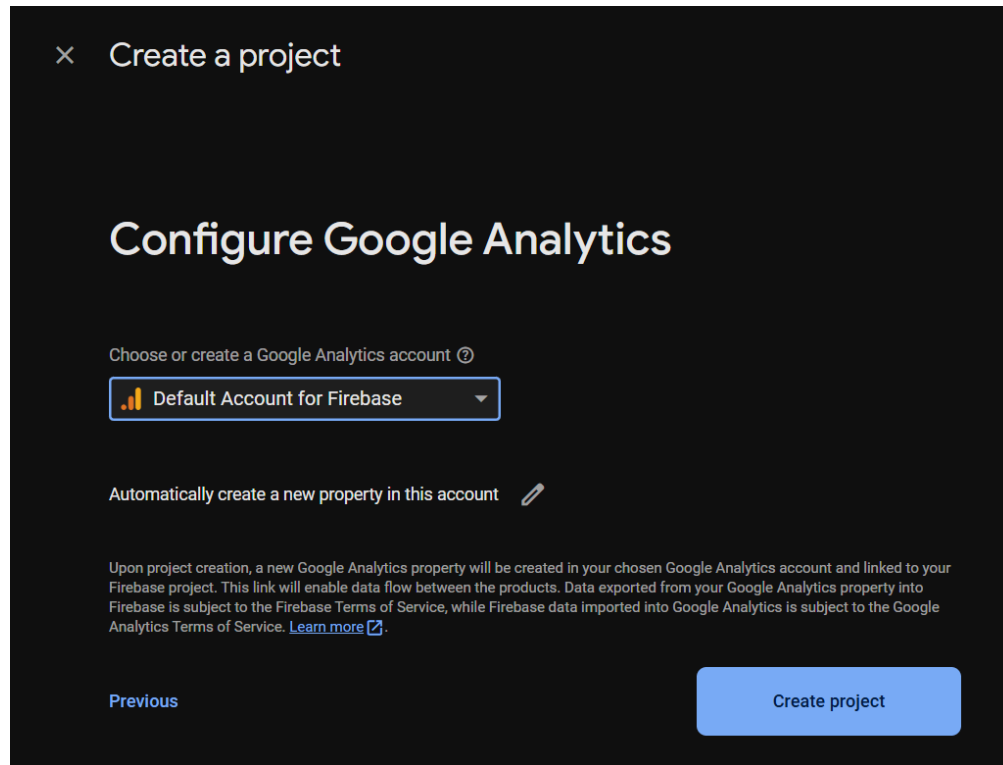 Create a project
Configure Google Analytics
Choose or create a Google Analytics account
Default Account for Firebase
Automatically create a new property in this account
Upon project creation, a new Google Analytics property will be created in your chosen Google Analytics account and linked to your
Firebase project. This link will enable data flow between the products. Data exported from your Google Analytics property into
Firebase is subject to the Firebase Terms of Service, while Firebase data imported into Google Analytics is subject to the Google
Analytics Terms of Service. Learn more.
Previous
Create project